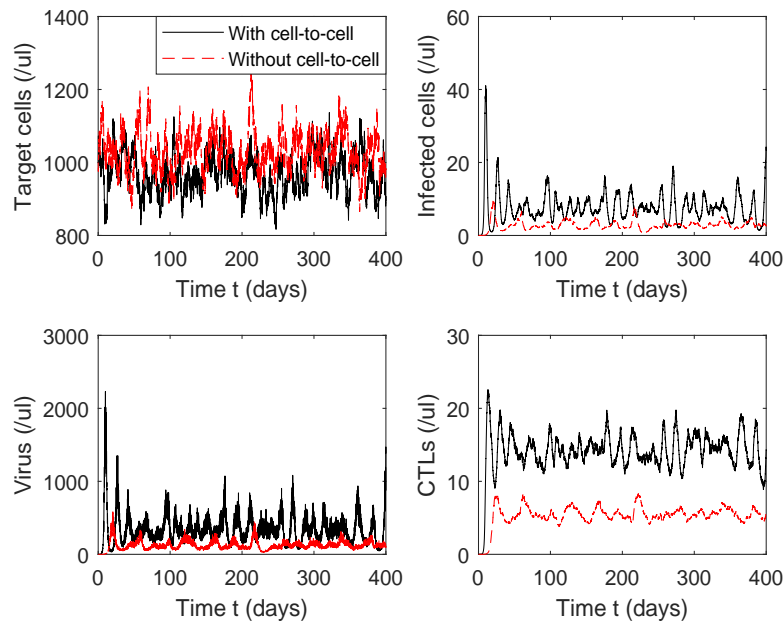 With cell-to-cell
Without cell-to-cell
Target cells (/ul)
1400
1200
1000
800
0 100 200 300 400
Time t (days)
Infected cells (/ul)
60
40
20
0
0 100 200 300 400
Time t (days)
Virus (/ul)
3000
2000
1000
0
0 100 200 300 400
Time t (days)
CTLs (/ul)
30
20
10
0
0 100 200 300 400
Time t (days)